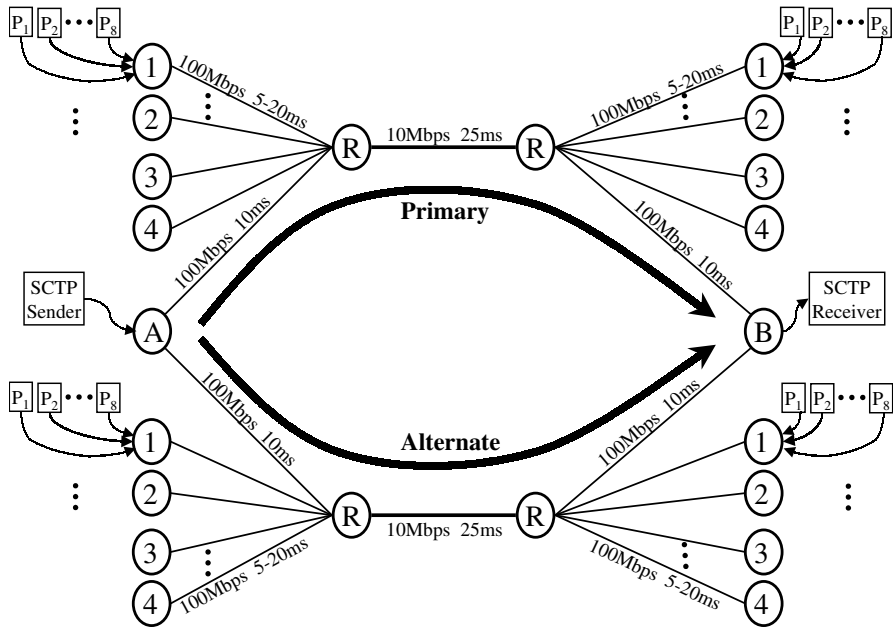 P1 P2 ••• P8
P1 P2 ••• P8
1
100Mbps 5-20ms
100Mbps 5-20ms
1
2
2
R
10Mbps 25ms
R
3
3
4
4
100Mbps 10ms
Primary
100Mbps 10ms
SCTP
Sender
A
B
SCTP
Receiver
100Mbps 10ms
100Mbps 10ms
P1 P2 ••• P8
P1 P2 ••• P8
1
Alternate
1
2
2
R
10Mbps 25ms
R
3
3
100Mbps 5-20ms
100Mbps 5-20ms
4
4